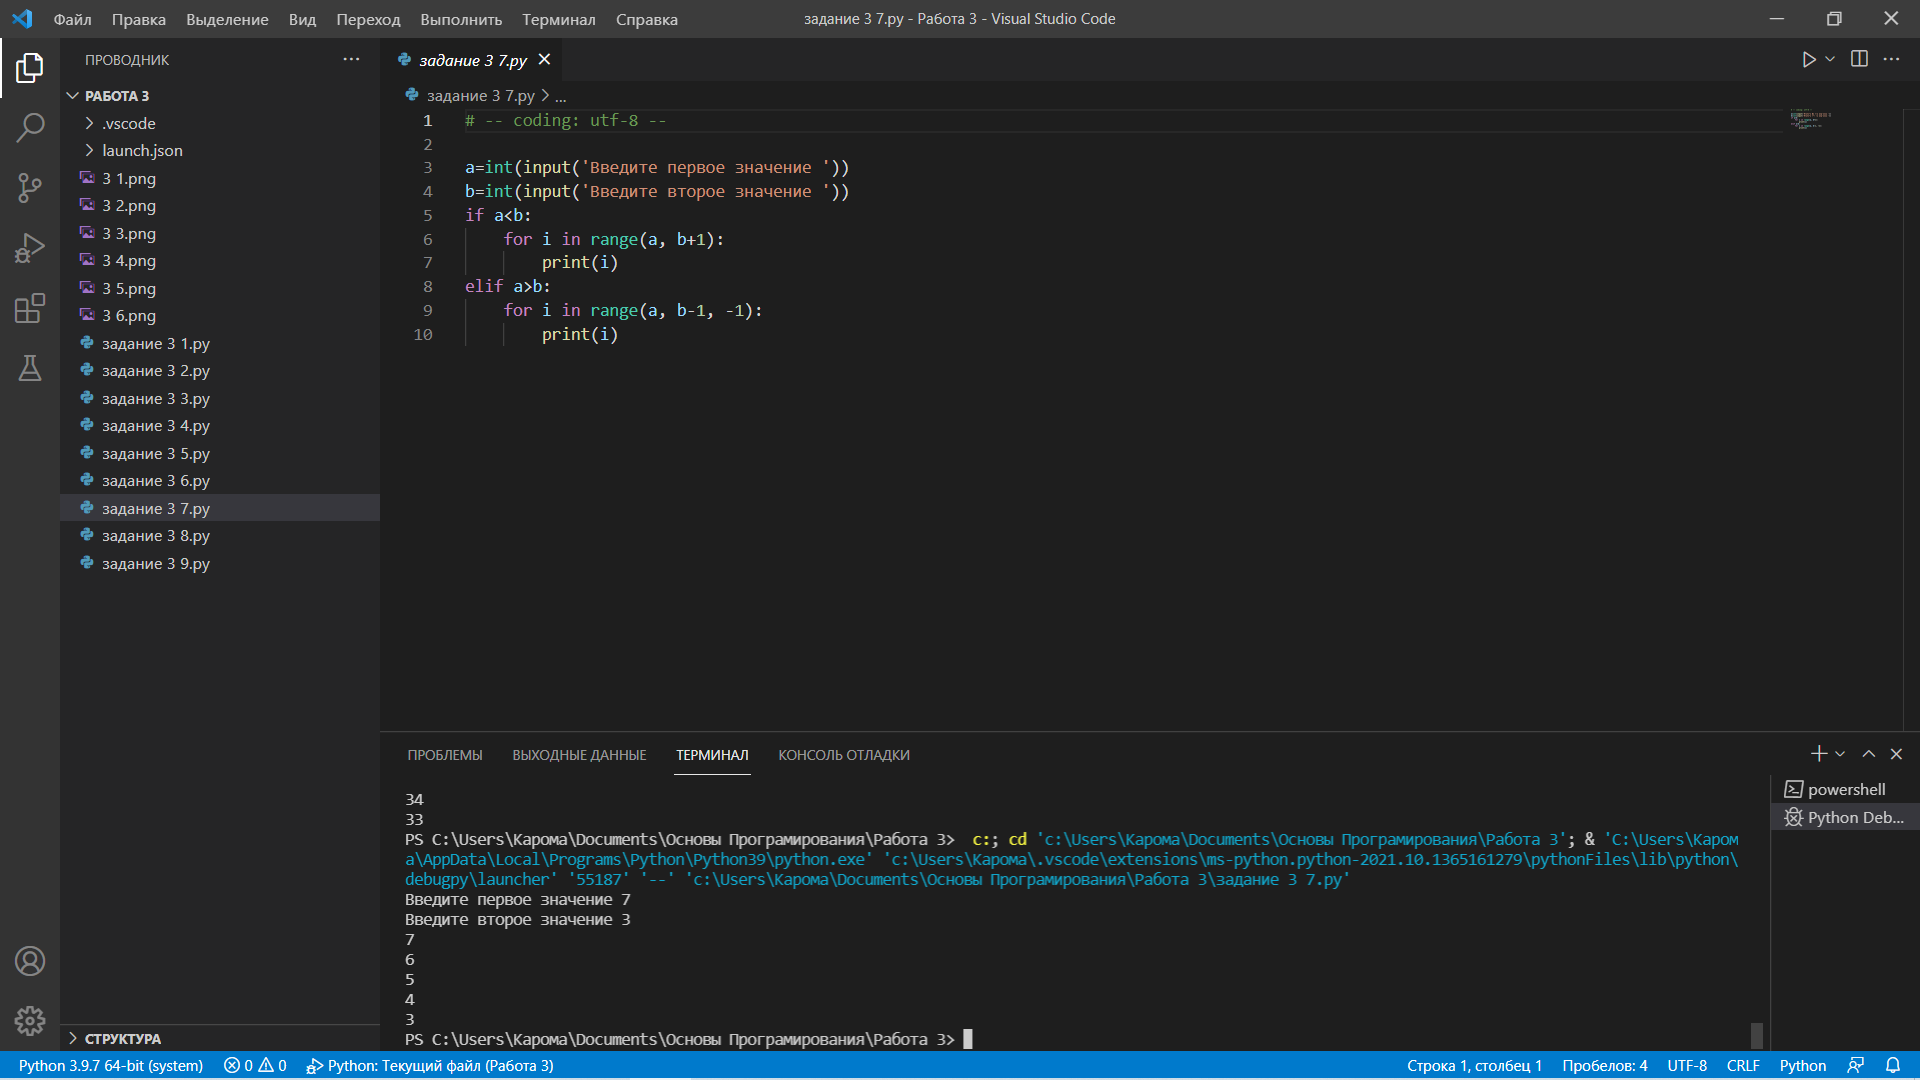 Файл Правка Выделение Вид Переход Выполнить Терминал Справка
задание 3 7.py - Работа 3 - Visual Studio Code
ПРОВОДНИК
РАБОТА 3
.vscode
launch.json
3 1.png
3 2.png
3 3.png
3 4.png
3 5.png
3 6.png
задание 3 1.py
задание 3 2.py
задание 3 3.py
задание 3 4.py
задание 3 5.py
задание 3 6.py
задание 3 7.py
задание 3 8.py
задание 3 9.py
СТРУКТУРА
задание 3 7.py
задание 3 7.py > ...
1 # -- coding: utf-8 --
2
3 a=int(input('Введите первое значение '))
4 b=int(input('Введите второе значение '))
5 if a<b:
6 for i in range(a, b+1):
7 print(i)
8 elif a>b:
9 for i in range(a, b-1, -1):
10 print(i)
ПРОБЛЕМЫ ВЫХОДНЫЕ ДАННЫЕ ТЕРМИНАЛ КОНСОЛЬ ОТЛАДКИ
34
33
PS C:\Users\Карома\Documents\Основы Програмирования\Работа 3>  c:; cd 'c:\Users\Карома\Documents\Основы Програмирования\Работа 3'; & 'C:\Users\Каром
а\AppData\Local\Programs\Python\Python39\python.exe' 'c:\Users\Карома\.vscode\extensions\ms-python.python-2021.10.1365161279\pythonFiles\lib\python\
debugpy\launcher' '55187' '--' 'c:\Users\Карома\Documents\Основы Програмирования\Работа 3\задание 3 7.py'
Введите первое значение 7
Введите второе значение 3
7
6
5
4
3
PS C:\Users\Карома\Documents\Основы Програмирования\Работа 3>
powershell
Python Deb...
Python 3.9.7 64-bit (system) 0 0 Python: Текущий файл (Работа 3)
Строка 1, столбец 1 Пробелов: 4 UTF-8 CRLF Python